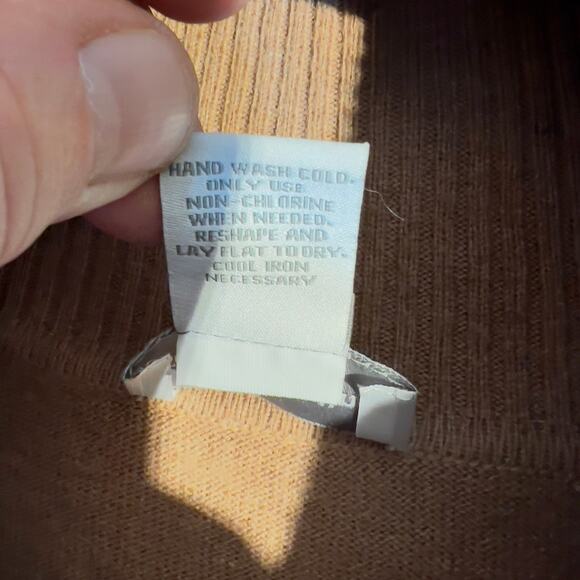 HAND WASH COLD.
ONLY USE
NON-CHLORINE
WHEN NEEDED.
RESHAPE AND
LAY FLAT TO DRY.
COOL IRON
NECESSARY